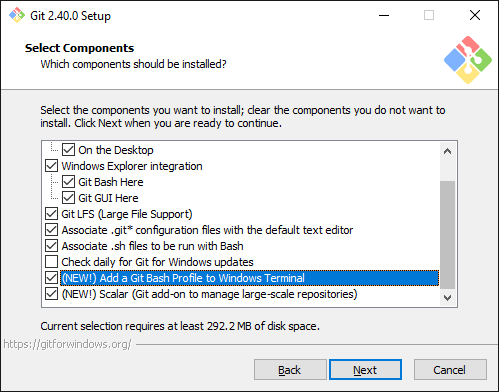 Git 2.40.0 Setup
Select Components
Which components should be installed?
Select the components you want to install; clear the components you do not want to
install. Click Next when you are ready to continue.
On the Desktop
Windows Explorer integration
Git Bash Here
Git GUI Here
Git LFS (Large File Support)
Associate .git* configuration files with the default text editor
Associate .sh files to be run with Bash
Check daily for Git for Windows updates
(NEW!) Add a Git Bash Profile to Windows Terminal
(NEW!) Scalar (Git add-on to manage large-scale repositories)
Current selection requires at least 292.2 MB of disk space.
https://gitforwindows.org/
Back
Next
Cancel